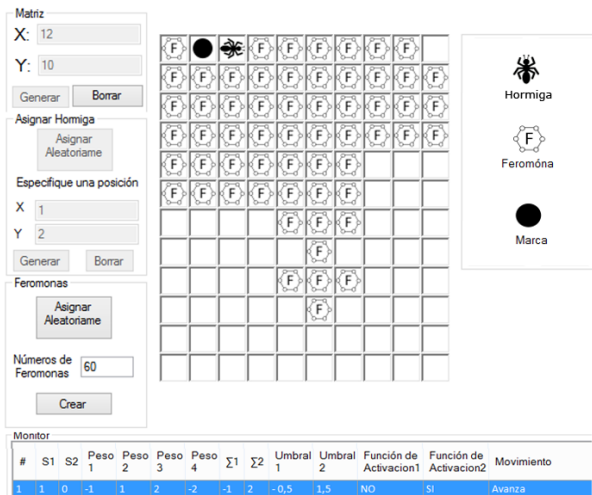 Matriz
X: 12
Y: 10
Generar Borrar
Asignar Hormiga
Asignar
Aleatoriame
Especifique una posición
X 1
Y 2
Generar Borrar
Feromonas
Asignar
Aleatoriame
Números de
Feromonas 60
Crear
F F F F F F F
F F F F F F F F F F
F F F F F F F F F F
F F F F F F F F F F
F F F F F F F
F F F F F F F
F F F
F
F F F
F
Hormiga
F
Feromóna
Marca
Monitor
# S1 S2 Peso 1 Peso 2 Peso 3 Peso 4 ∑1 ∑2 Umbral 1 Umbral 2 Función de Activacion1 Función de Activacion2 Movimiento
1 1 0 -1 1 2 -2 -1 2 -0,5 1,5 NO SI Avanza